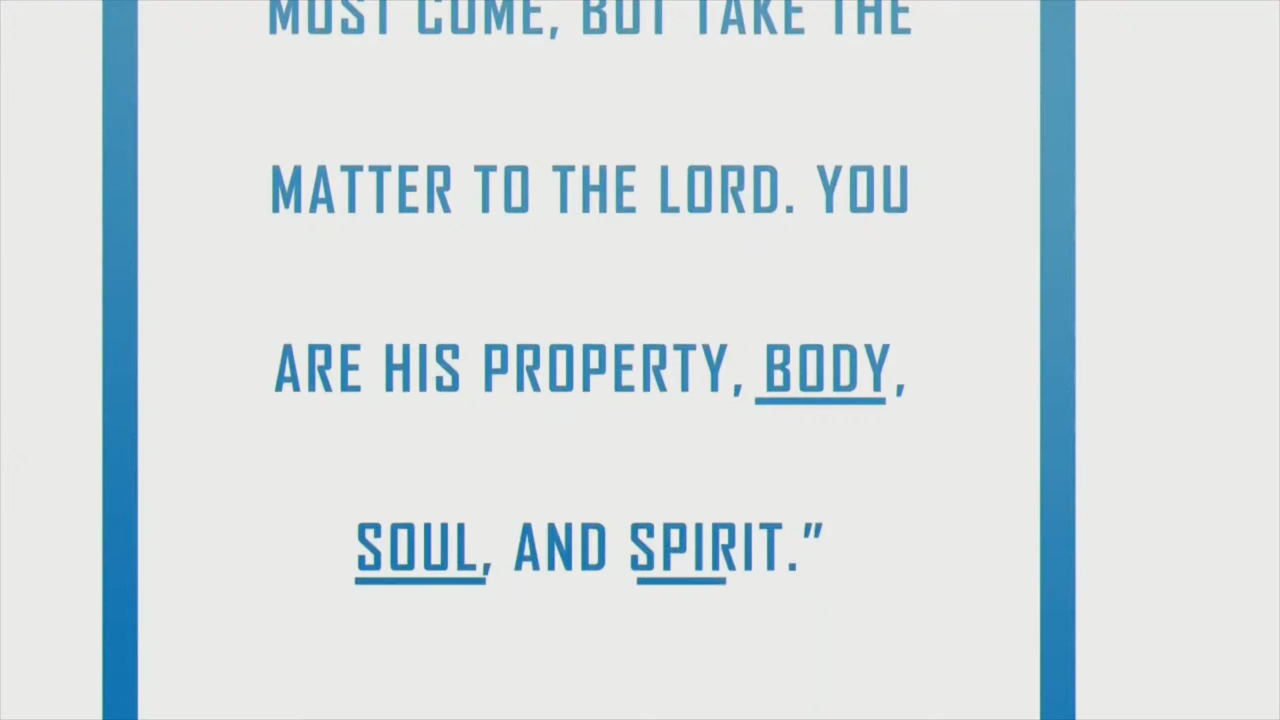 MUST COME, BUT TAKE THE
MATTER TO THE LORD. YOU
ARE HIS PROPERTY, BODY,
SOUL, AND SPIRIT.”